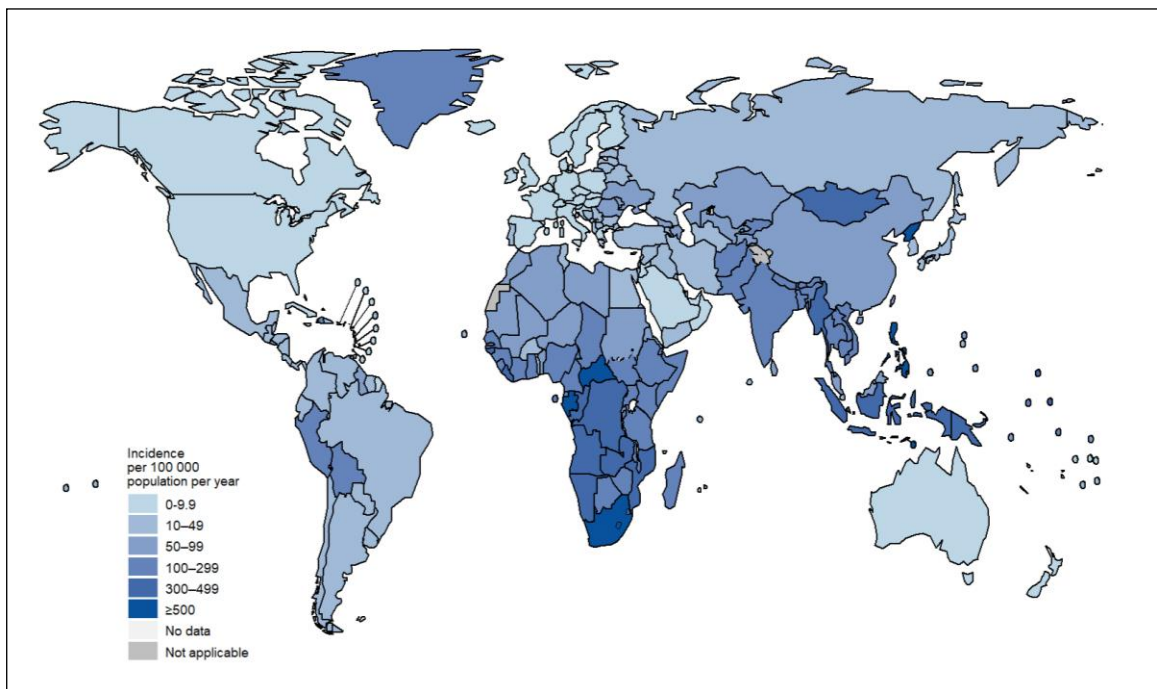 Incidence
per 100 000
population per year
0-9.9
10–49
50–99
100–299
300–499
≥500
No data
Not applicable